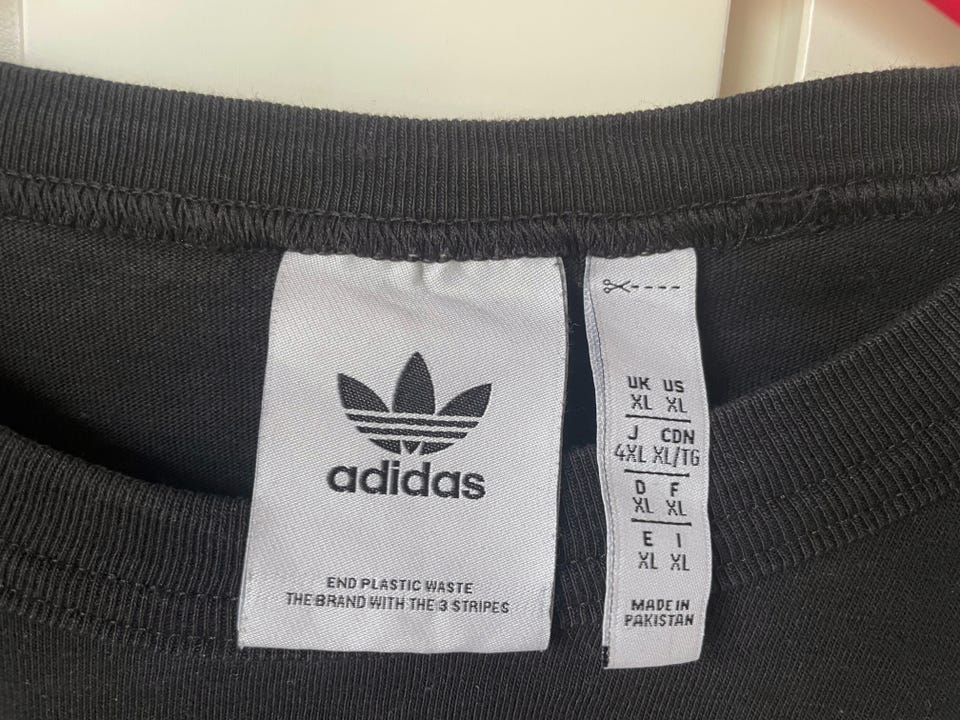 adidas
END PLASTIC WASTE
THE BRAND WITH THE 3 STRIPES
UK US
XL XL
J CDN
4XL XL/TG
D F
XL XL
E I
XL XL
MADE IN
PAKISTAN